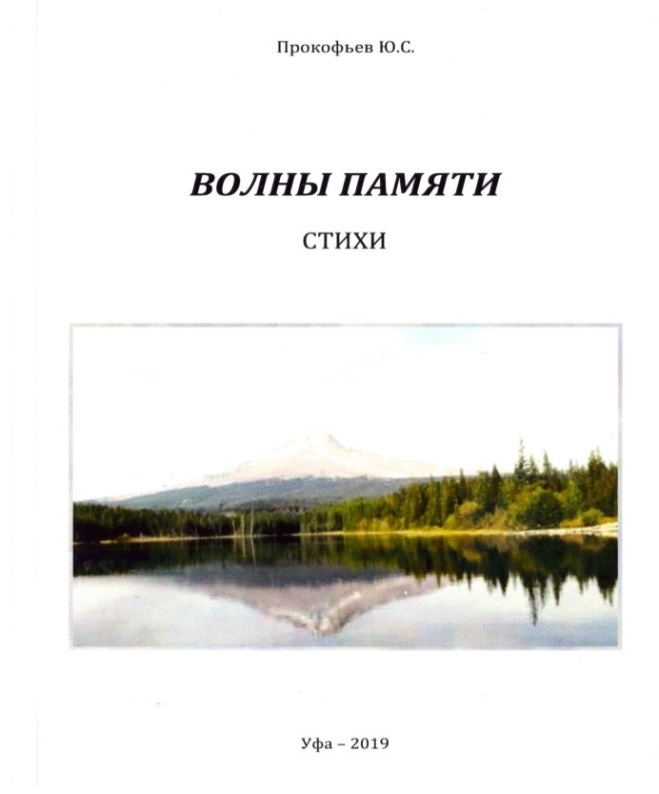 Прокофьев Ю.С.
ВОЛНЫ ПАМЯТИ
СТИХИ
Уфа – 2019